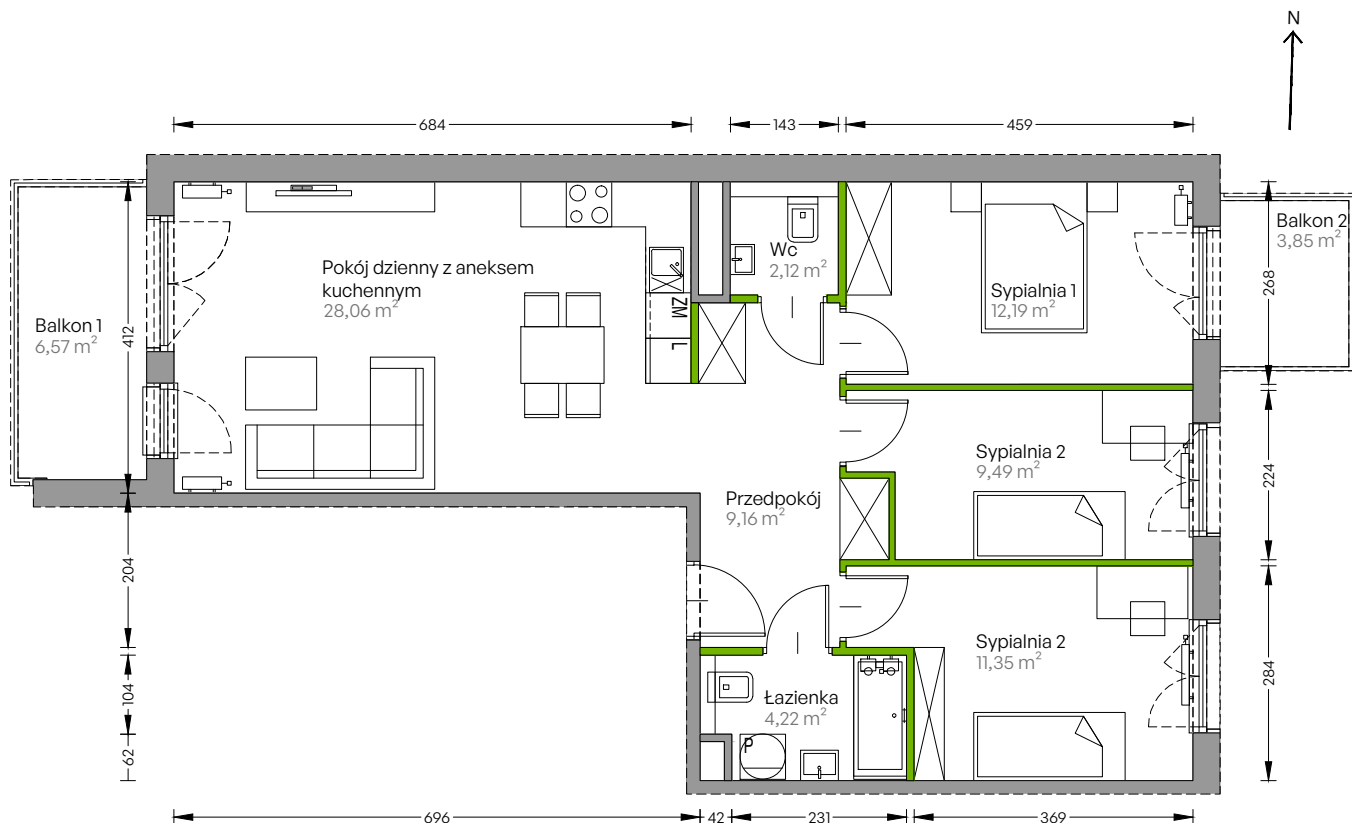 N
684
143
459
Balkon 1
6,57 m²
412
Pokój dzienny z aneksem
kuchennym
28,06 m²
ZM
L
Wc
2,12 m²
Sypialnia 1
12,19 m²
268
Balkon 2
3,85 m²
Sypialnia 2
9,49 m²
224
Przedpokój
9,16 m²
204
Sypialnia 2
11,35 m²
284
104
Łazienka
4,22 m²
P
62
696
42
231
369